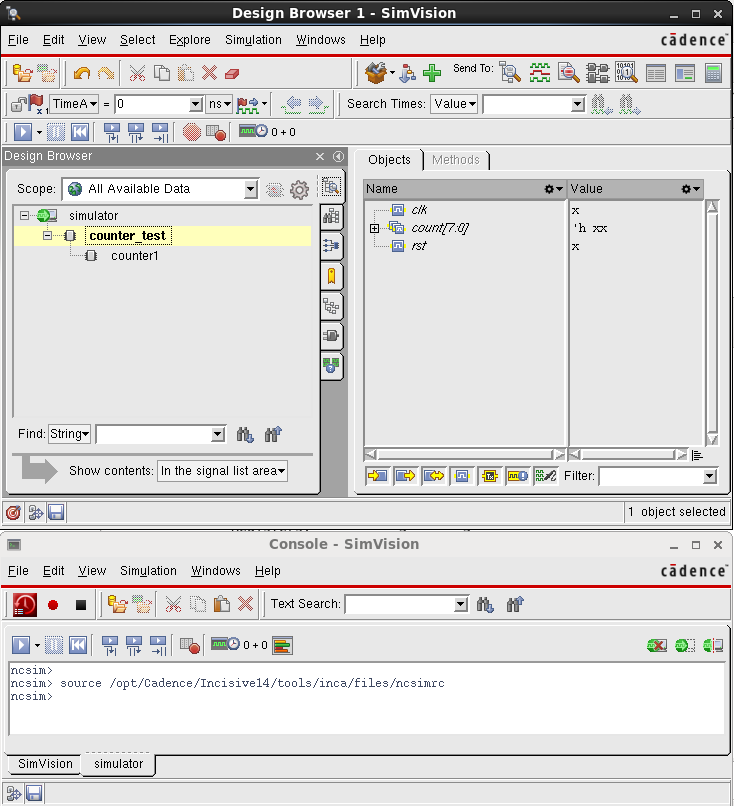 Design Browser 1 - SimVision
File Edit View Select Explore Simulation Windows Help
cādence™
Send To:
TimeA = 0 ns
Search Times: Value
0 + 0
Design Browser
Scope: All Available Data
simulator
counter_test
counter1
Find: String
Show contents: In the signal list area
Objects Methods
Name Value
clk x
count[7:0] 'h xx
rst x
Filter:
1 object selected
Console - SimVision
File Edit View Simulation Windows Help
cādence™
Text Search:
0 + 0
ncsim>
ncsim> source /opt/Cadence/Incisive14/tools/inca/files/ncsimrc
ncsim>
SimVision simulator